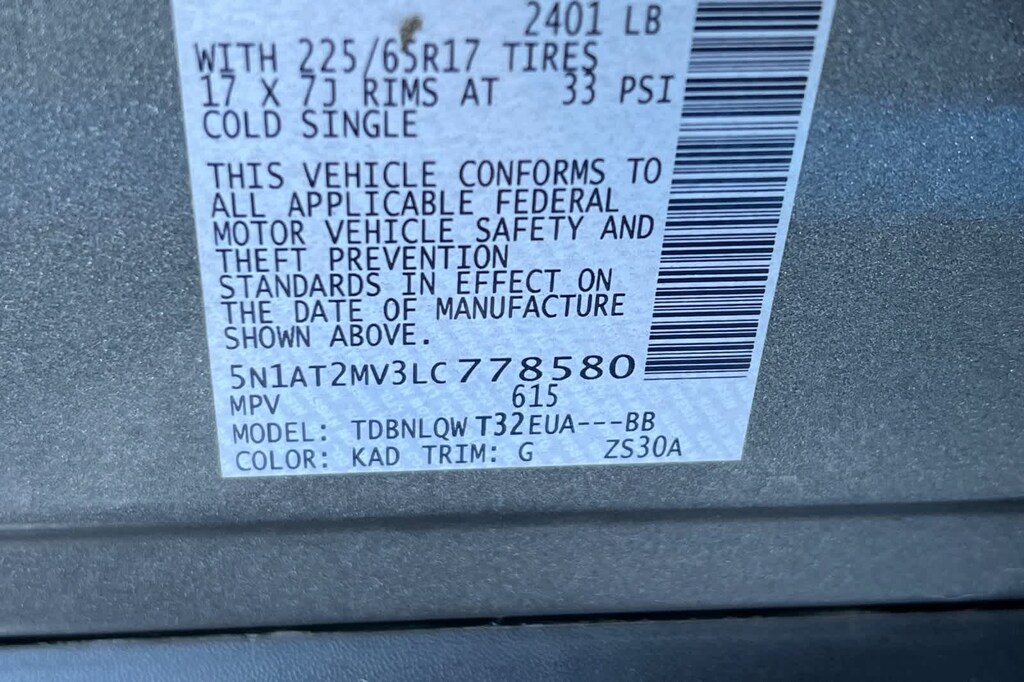 2401 LB
WITH 225/65R17 TIRES
17 X 7J RIMS AT 33 PSI
COLD SINGLE
THIS VEHICLE CONFORMS TO
ALL APPLICABLE FEDERAL
MOTOR VEHICLE SAFETY AND
THEFT PREVENTION
STANDARDS IN EFFECT ON
THE DATE OF MANUFACTURE
SHOWN ABOVE.
5N1AT2MV3LC778580
MPV 615
MODEL: TDBNLQW T32EUA---BB
COLOR: KAD TRIM: G ZS30A